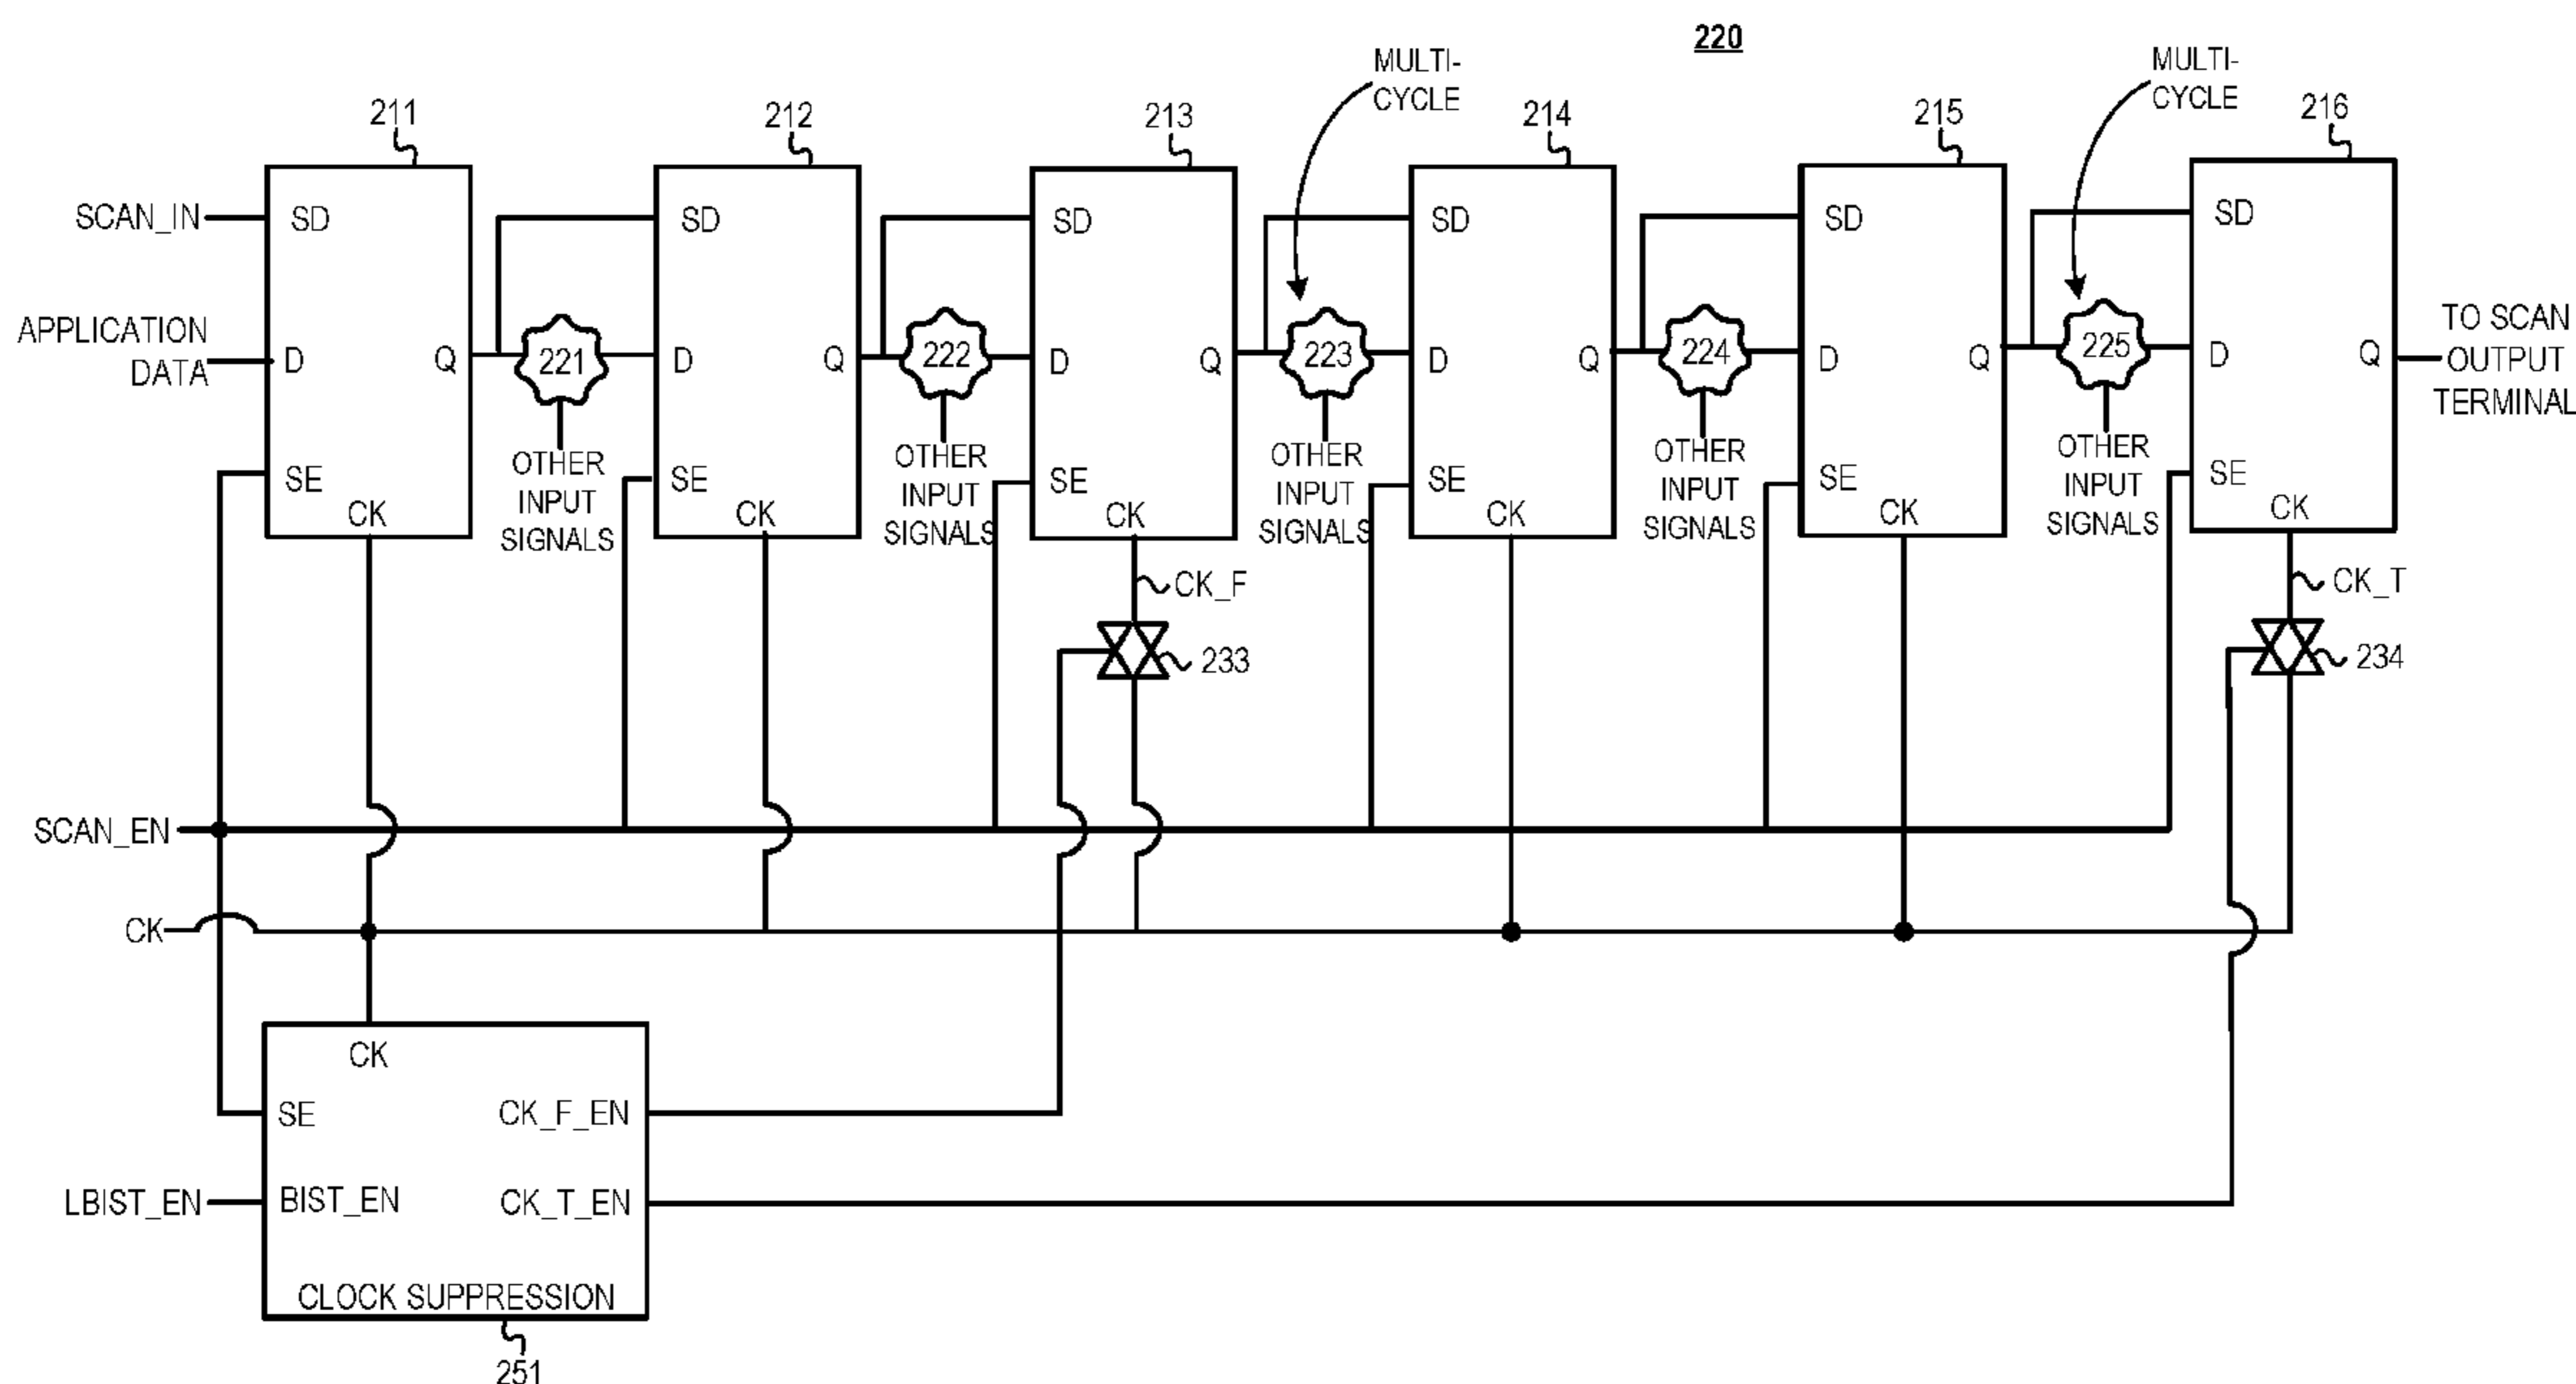 220
MULTI-
CYCLE
MULTI-
CYCLE
211
212
213
214
215
216
SCAN_IN
SD
SD
SD
SD
SD
SD
APPLICATION
DATA
D
Q
221
D
Q
222
D
Q
223
D
Q
224
D
Q
225
D
Q
TO SCAN
OUTPUT
TERMINAL
OTHER
INPUT
SIGNALS
OTHER
INPUT
SIGNALS
OTHER
INPUT
SIGNALS
OTHER
INPUT
SIGNALS
OTHER
INPUT
SIGNALS
SE
SE
SE
SE
SE
SE
CK
CK
CK
CK
CK
CK
CK_F
CK_T
233
234
SCAN_EN
CK
CK
SE
CK_F_EN
LBIST_EN
BIST_EN
CK_T_EN
CLOCK SUPPRESSION
251